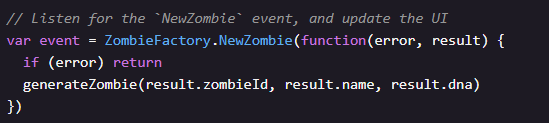 // Listen for the `NewZombie` event, and update the UI
var event = ZombieFactory.NewZombie(function(error, result) {
  if (error) return
  generateZombie(result.zombieId, result.name, result.dna)
})